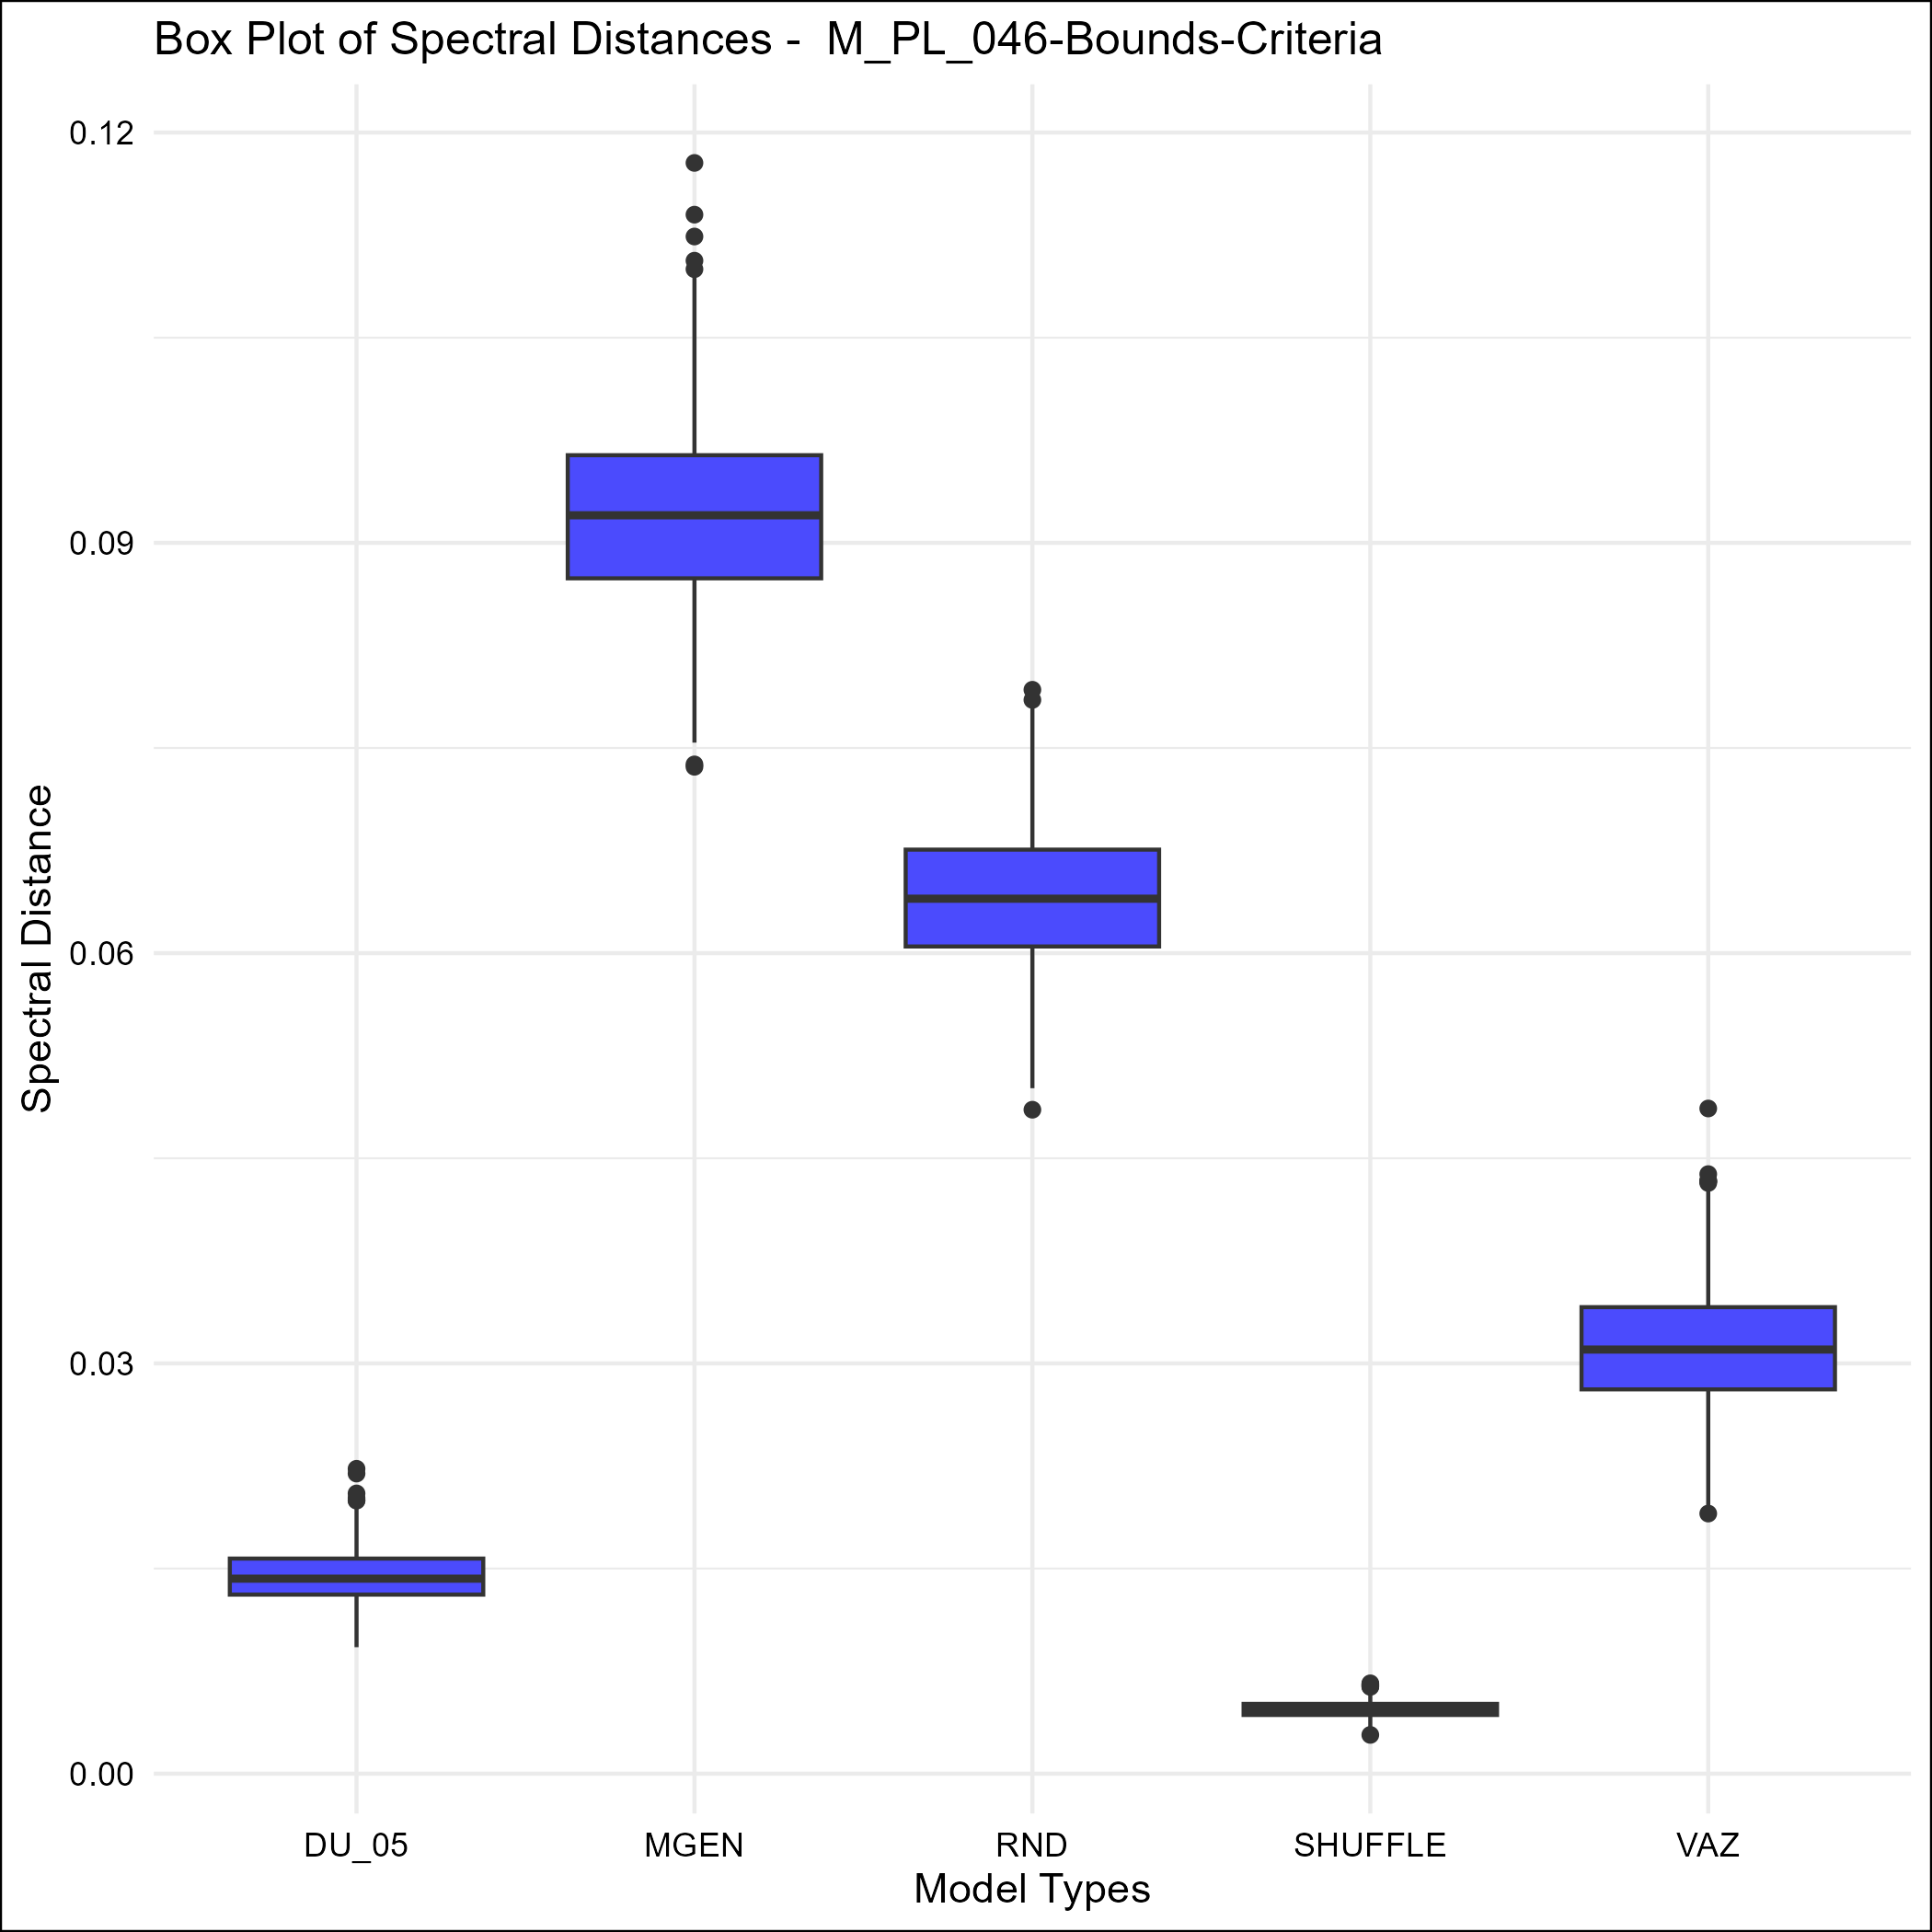 Box Plot of Spectral Distances -  M_PL_046-Bounds-Criteria
0.12
0.09
0.06
0.03
0.00
Spectral Distance
DU_05
MGEN
RND
SHUFFLE
VAZ
Model Types